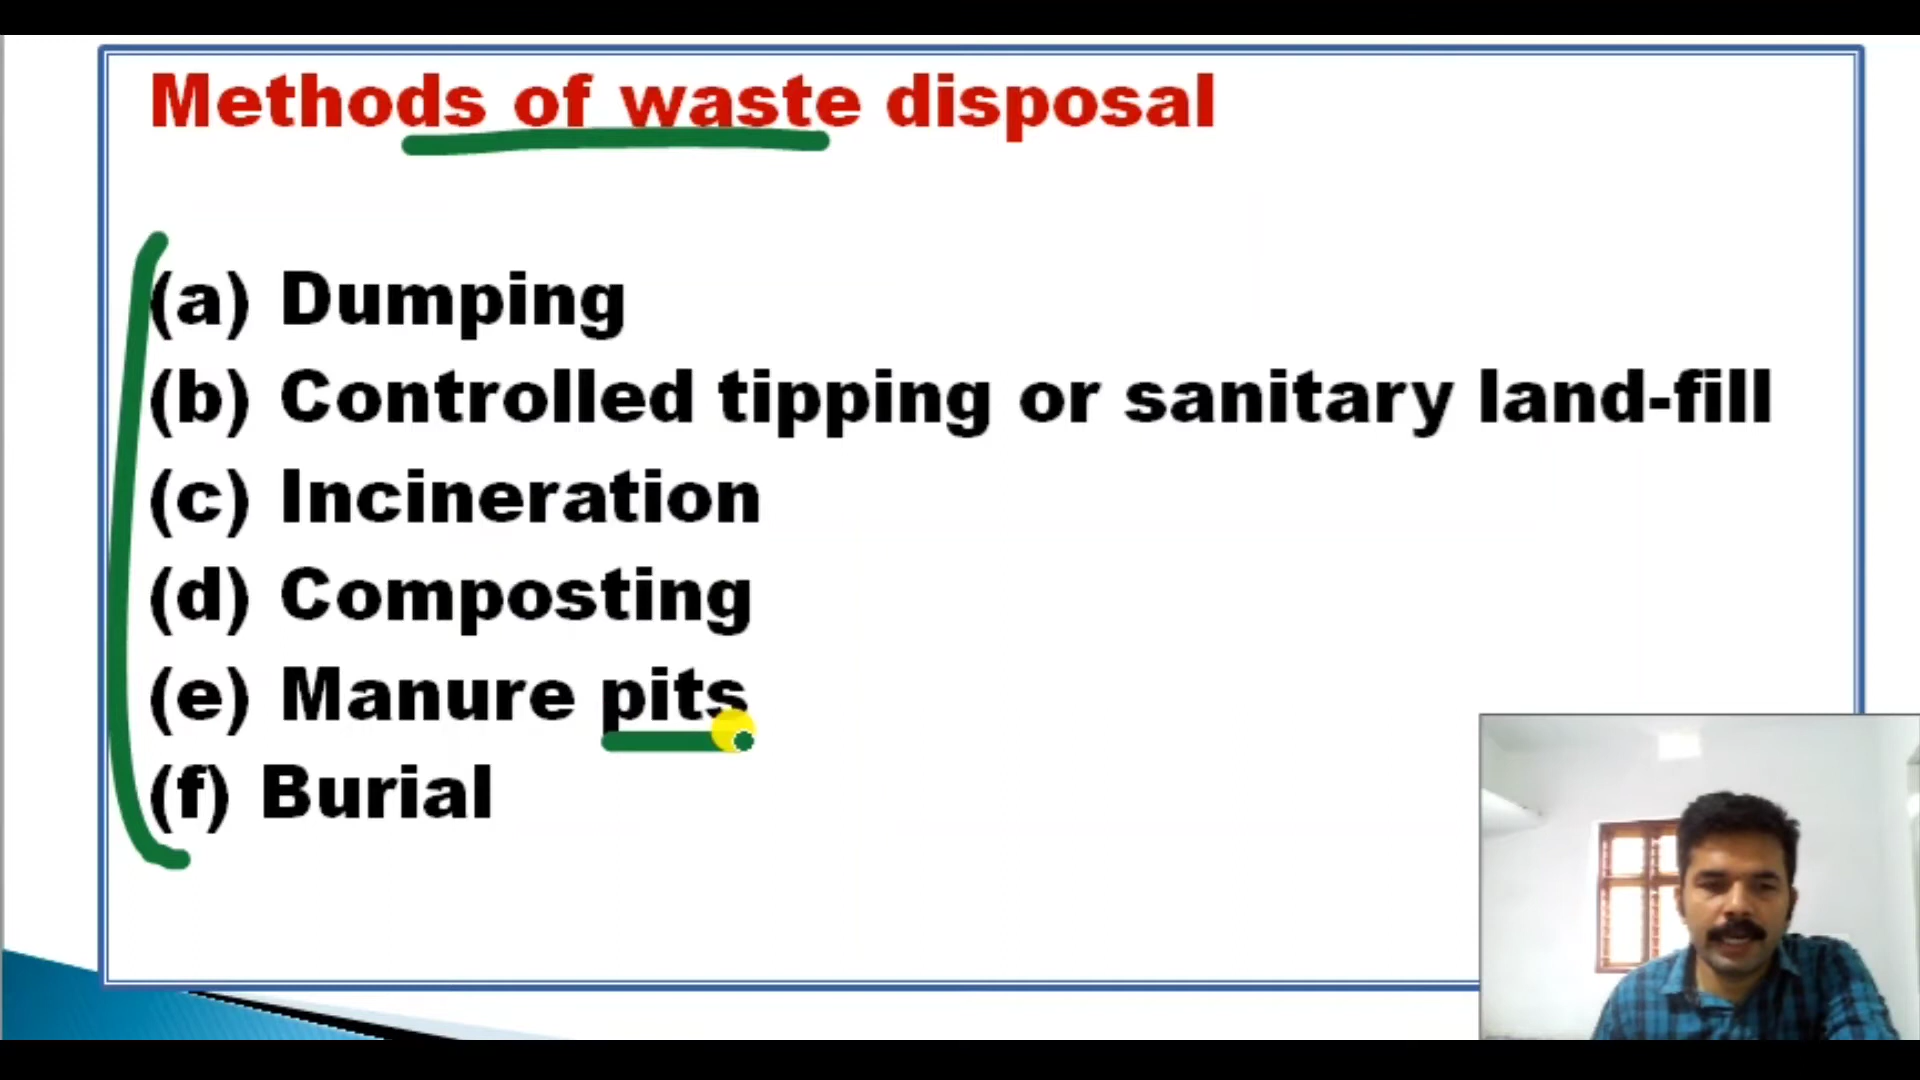 Methods of waste disposal
(a) Dumping
(b) Controlled tipping or sanitary land-fill
(c) Incineration
(d) Composting
(e) Manure pits
(f) Burial